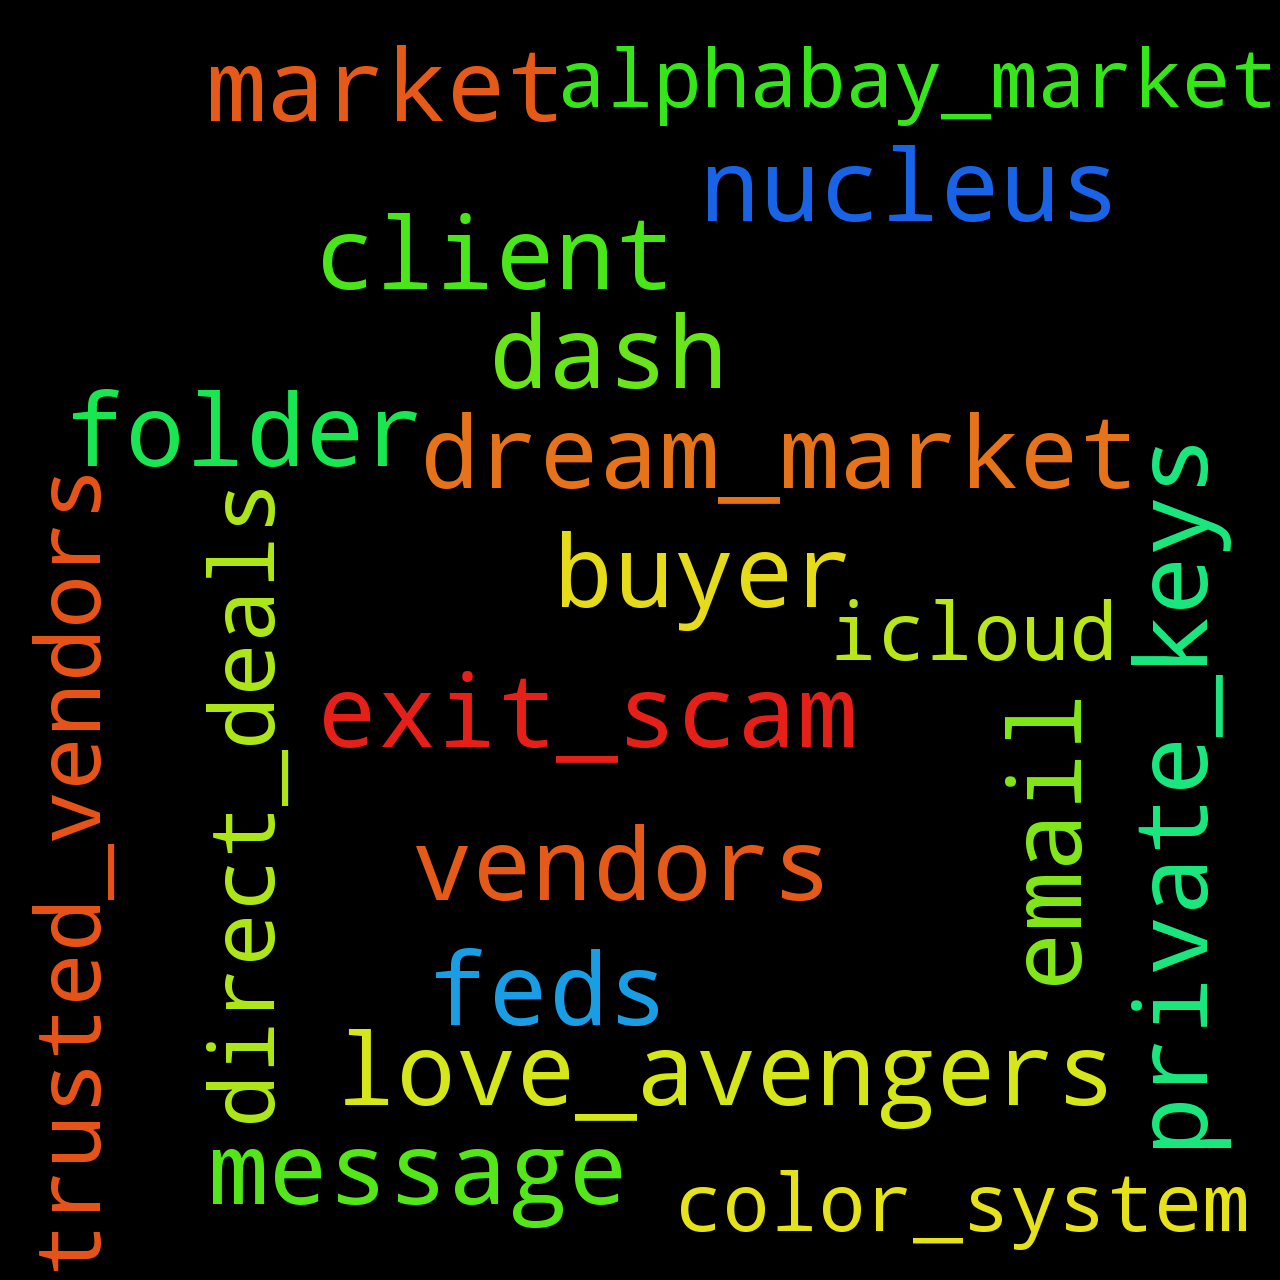 market
alphabay_market
nucleus
client
dash
folder
dream_market
trusted_vendors
direct_deals
private_keys
buyer
icloud
exit_scam
email
vendors
feds
love_avengers
message
color_system